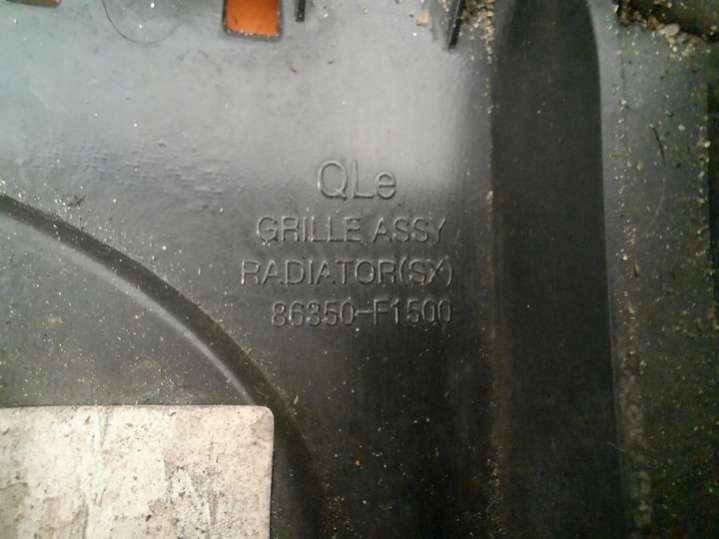 QLe
GRILLE ASSY
RADIATOR(SX)
86350-F1500